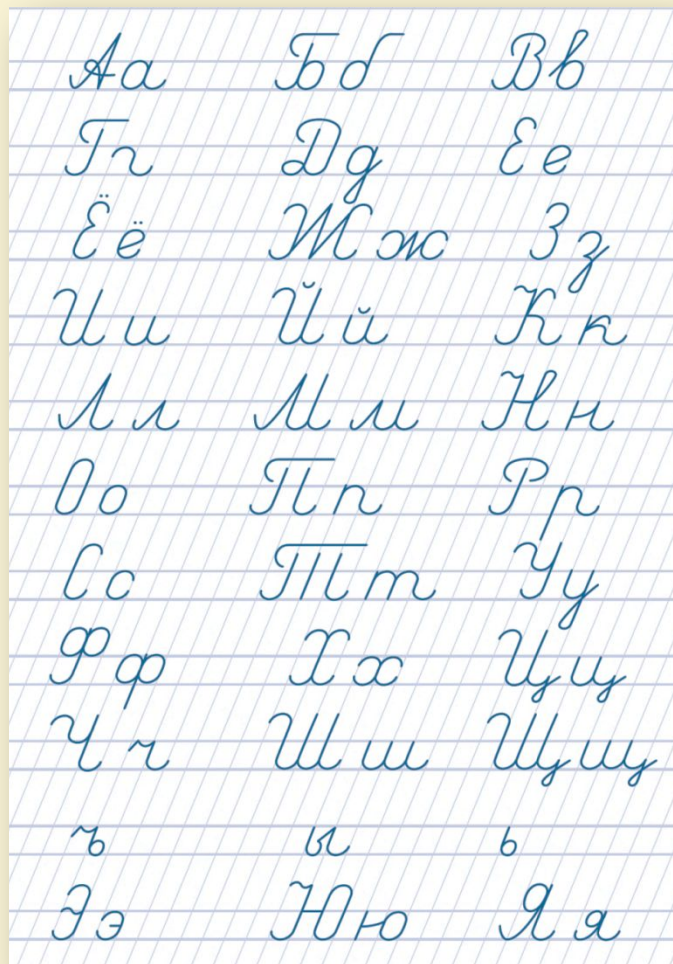 Аа Бб Вв
Гг Дд Ее
Ёё Жж Зз
Ии Йй Кк
Лл Мм Нн
Оо Пп Рр
Сс Тт Уу
Фф Хх Цц
Чч Шш Щщ
ъ ы ь
Ээ Юю Яя